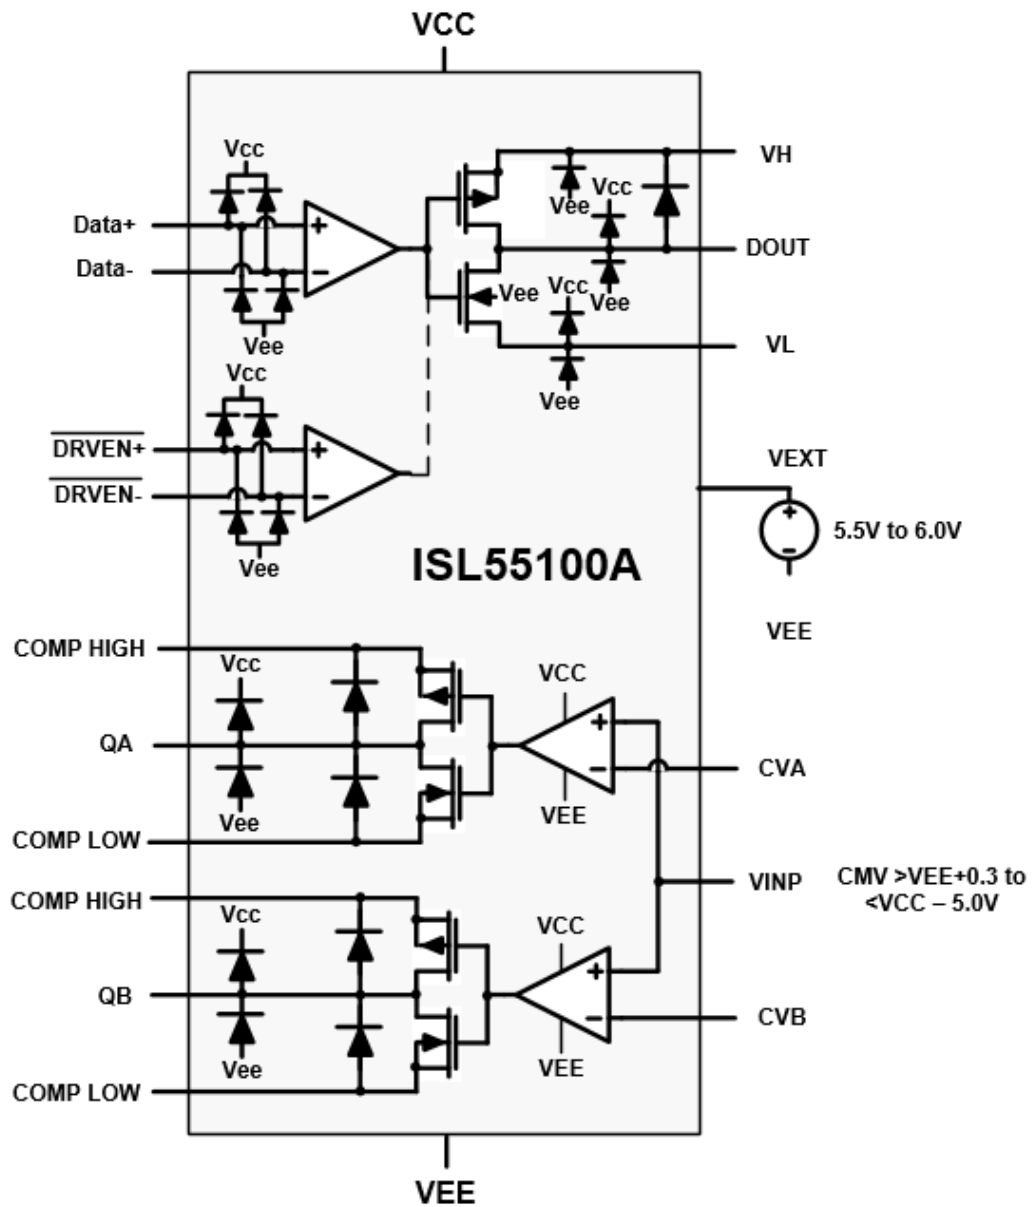 VCC
Vcc
VH
Vee
Vcc
Data+
+
DOUT
Data-
−
Vee
Vcc
Vee
Vee
VL
Vcc
Vee
DRVEN+
+
VEXT
DRVEN-
−
+
5.5V to 6.0V
−
Vee
ISL55100A
VEE
COMP HIGH
Vcc
VCC
+
QA
−
CVA
Vee
VEE
COMP LOW
VINP
CMV >VEE+0.3 to
<VCC – 5.0V
COMP HIGH
Vcc
VCC
+
QB
−
CVB
Vee
VEE
COMP LOW
VEE